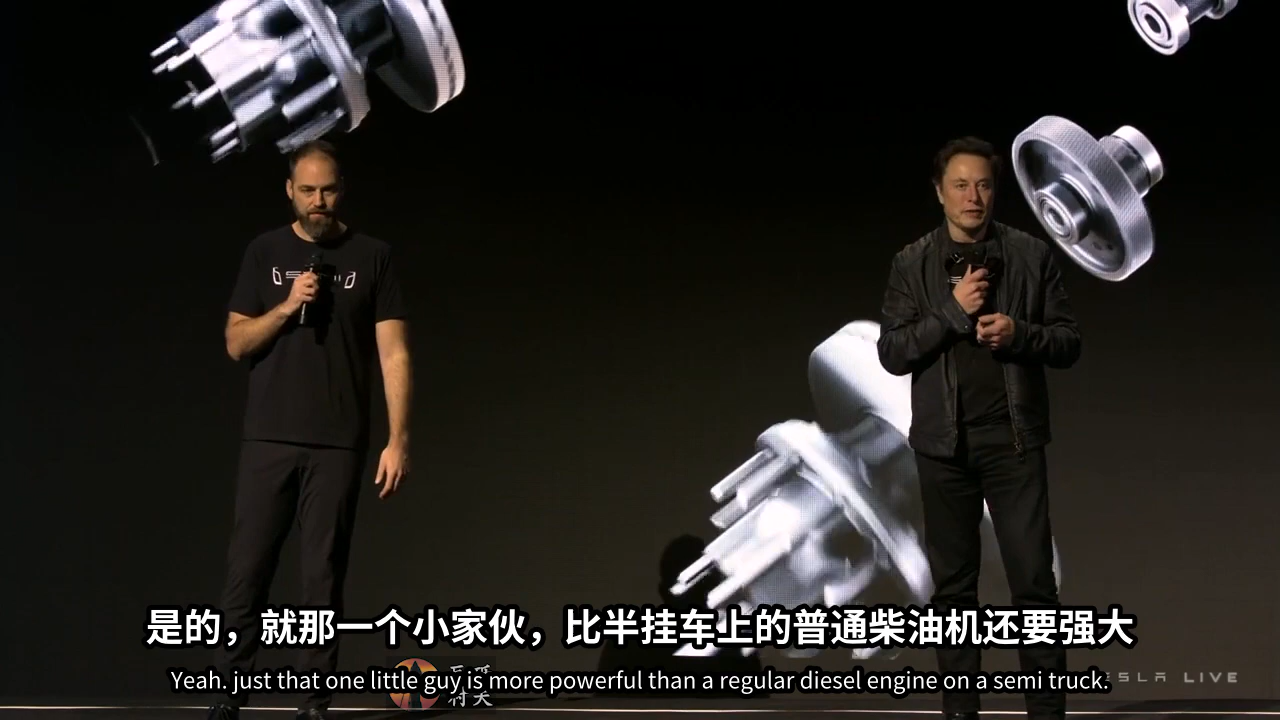 是的，就那一个小家伙，比半挂车上的普通柴油机还要强大
Yeah. just that one little guy is more powerful than a regular diesel engine on a semi truck.
LIVE